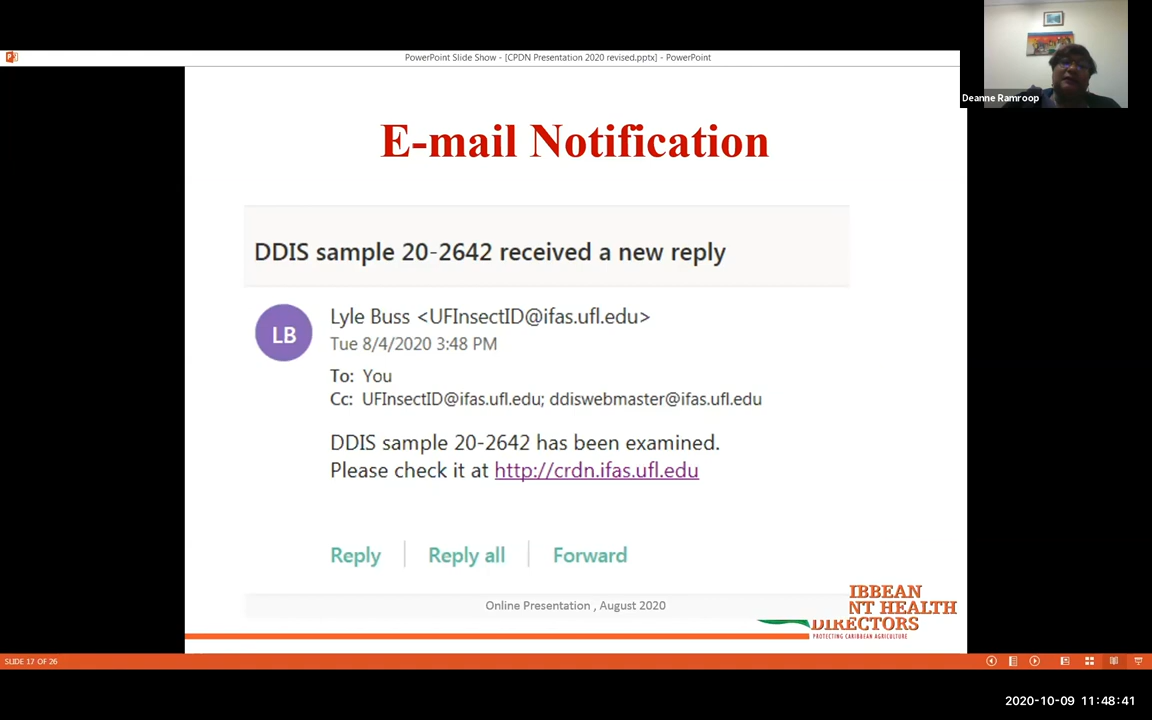 PowerPoint Slide Show - [CPDN Presentation 2020 revised.pptx] - PowerPoint
Deanne Ramroop
E-mail Notification
DDIS sample 20-2642 received a new reply
LB
Lyle Buss <UFInsectID@ifas.ufl.edu>
Tue 8/4/2020 3:48 PM
To: You
Cc: UFInsectID@ifas.ufl.edu; ddiswebmaster@ifas.ufl.edu
DDIS sample 20-2642 has been examined.
Please check it at http://crdn.ifas.ufl.edu
Reply
Reply all
Forward
Online Presentation , August 2020
IBBEAN
NT HEALTH
DIRECTORS
PROTECTING CARIBBEAN AGRICULTURE
SLIDE 17 OF 26
2020-10-09 11:48:41